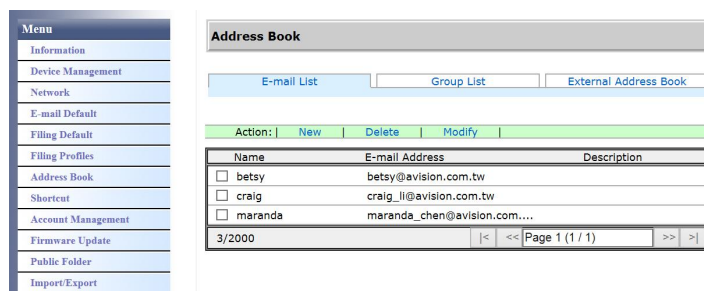 Menu
Information
Device Management
Network
E-mail Default
Filing Default
Filing Profiles
Address Book
Shortcut
Account Management
Firmware Update
Public Folder
Import/Export
Address Book
E-mail List Group List External Address Book
Action: | New | Delete | Modify |
Name E-mail Address Description
betsy betsy@avision.com.tw
craig craig_li@avision.com.tw
maranda maranda_chen@avision.com....
3/2000 |< << Page 1 (1 / 1) >> >|